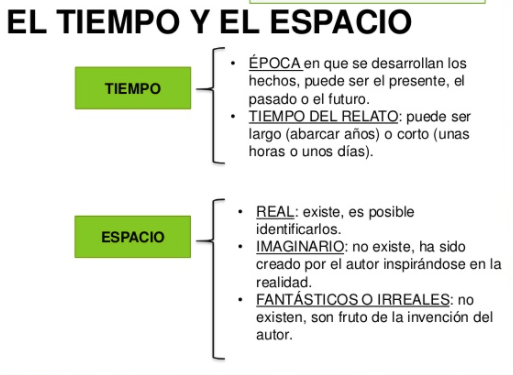 EL TIEMPO Y EL ESPACIO
TIEMPO
• ÉPOCA en que se desarrollan los
hechos, puede ser el presente, el
pasado o el futuro.
• TIEMPO DEL RELATO: puede ser
largo (abarcar años) o corto (unas
horas o unos días).
ESPACIO
• REAL: existe, es posible
identificarlos.
• IMAGINARIO: no existe, ha sido
creado por el autor inspirándose en la
realidad.
• FANTÁSTICOS O IRREALES: no
existen, son fruto de la invención del
autor.